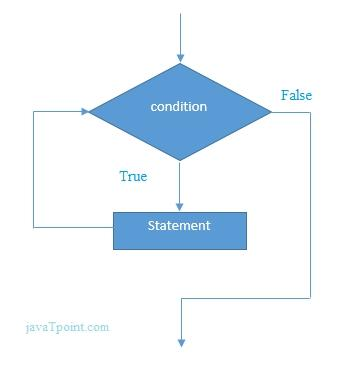 condition
False
True
Statement
javaTpoint.com